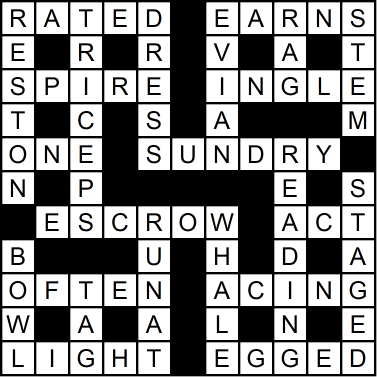 RATED EARNS
E R R V A T
SPIRE INGLE
T C S A M
ONE SUNDRY
N P E S
ESCROW ACT
B U H D A
OFTEN ACING
W A A L N E
LIGHT EGGED